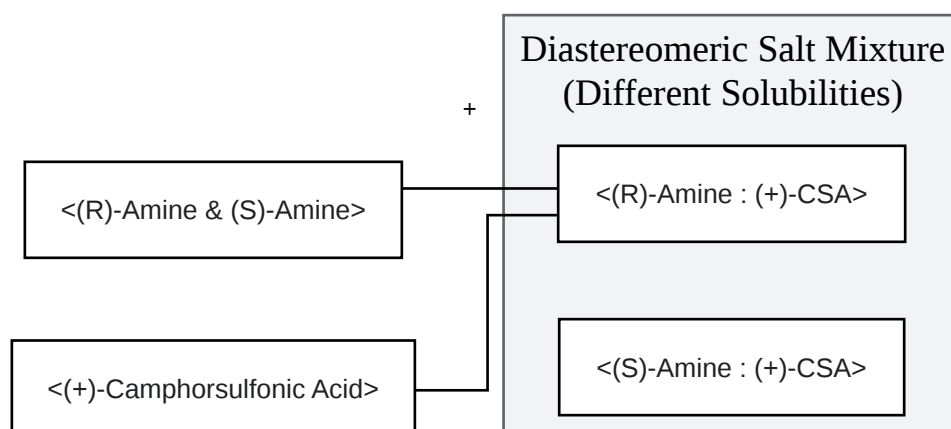 Diastereomeric Salt Mixture
(Different Solubilities)
+
<(R)-Amine & (S)-Amine>
<(R)-Amine : (+)-CSA>
<(+)-Camphorsulfonic Acid>
<(S)-Amine : (+)-CSA>